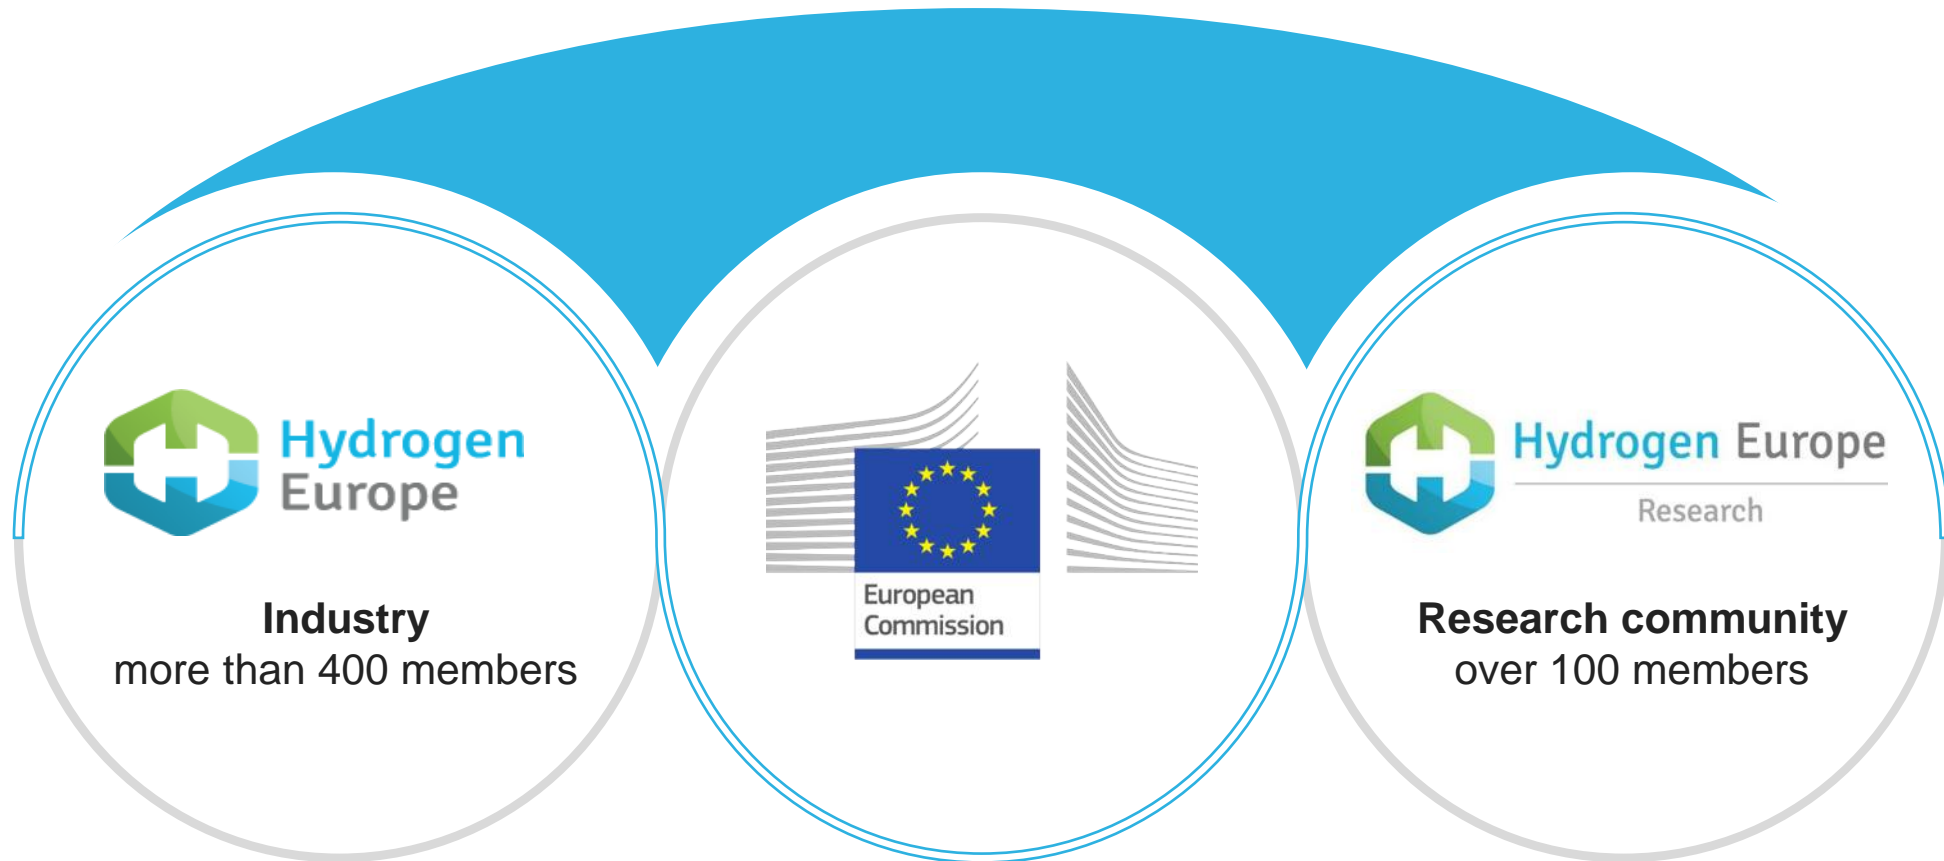 Hydrogen
Europe
Industry
more than 400 members
European
Commission
Hydrogen Europe
Research
Research community
over 100 members